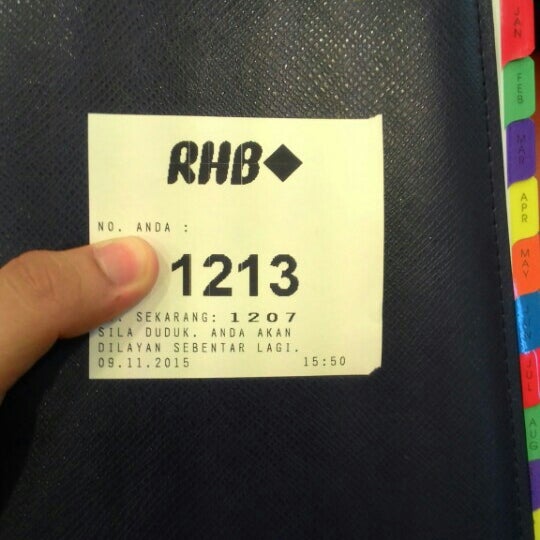 RHB
NO. ANDA :
1213
SEKARANG: 1207
SILA DUDUK. ANDA AKAN
DILAYAN SEBENTAR LAGI.
09.11.2015 15:50
JAN
FEB
MAR
APR
MAY
JUL
AUG